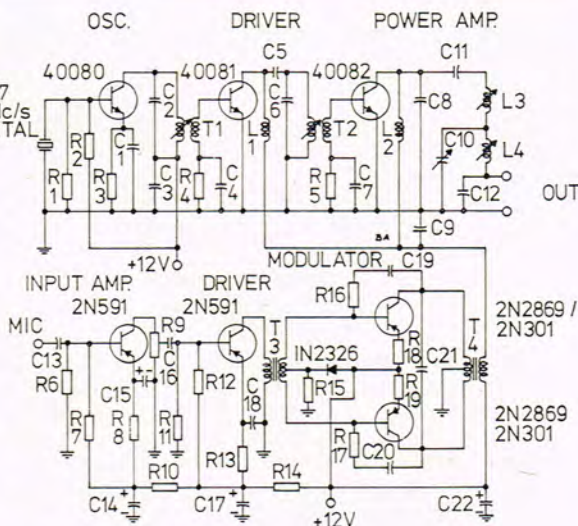 OSC. DRIVER POWER AMP.
40080 40081 40082
C5 C11
C2 C6 C8 L3
T1 L1 T2 L2 C10 L4
R2 C1
R1 R3 C3 R4 C4 R5 C7 C12
OUT
C9
+12V
MODULATOR C19
INPUT AMP. DRIVER
2N591 2N591
R16
2N2869 /
2N301
MIC
R9
T3 IN2326 R18 T4
C13 C16 C21
R6 C15 R12 R15 R19
C18
R7 R8 R11 R17 C20
2N2869
2N301
R13
R10 R14
C14 + C17 + C22 +
+12V